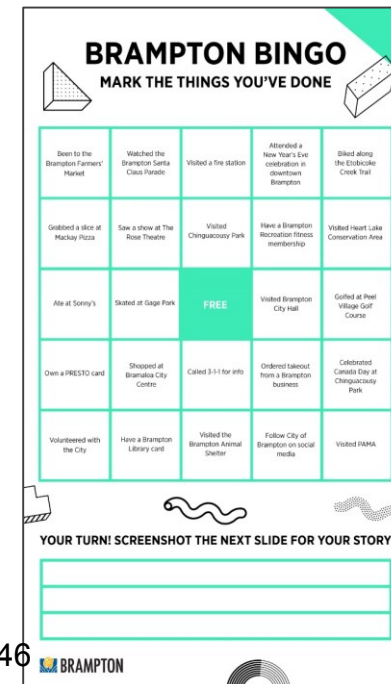 BRAMPTON BINGO
MARK THE THINGS YOU'VE DONE
Been to the
Brampton Farmers'
Market
Watched the
Brampton Santa
Claus Parade
Visited a fire station
Attended a
New Year's Eve
celebration in
downtown
Brampton
Biked along
the Etobicoke
Creek Trail
Grabbed a slice at
Mackay Pizza
Saw a show at The
Rose Theatre
Visited
Chinguacousy Park
Have a Brampton
Recreation fitness
membership
Visited Heart Lake
Conservation Area
Ate at Sonny's
Skated at Gage Park
FREE
Visited Brampton
City Hall
Golfed at Peel
Village Golf
Course
Own a PRESTO card
Shopped at
Bramalea City
Centre
Called 3-1-1 for info
Ordered takeout
from a Brampton
business
Celebrated
Canada Day at
Chinguacousy
Park
Volunteered with
the City
Have a Brampton
Library card
Visited the
Brampton Animal
Shelter
Follow City of
Brampton on social
media
Visited PAMA
YOUR TURN! SCREENSHOT THE NEXT SLIDE FOR YOUR STORY
46
BRAMPTON